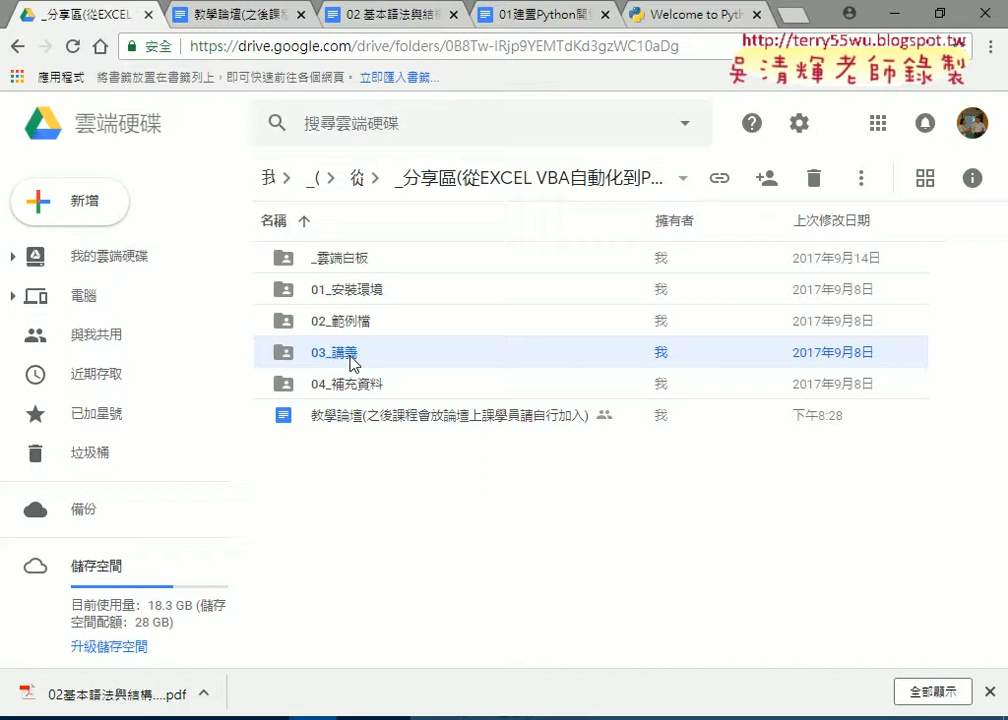 _分享區(從EXCEL
教學論壇(之後課程
02 基本語法與結構
01建置Python開發
Welcome to Pyth
安全
https://drive.google.com/drive/folders/0B8Tw-IRjp9YEMTdKd3gzWC10aDg
http://terry55wu.blogspot.tw
吳清輝老師錄製
應用程式
將書籤放置在書籤列上，即可快速前往各個網頁。
立即匯入書籤...
雲端硬碟
搜尋雲端硬碟
新增
我 > _( > 從 > _分享區(從EXCEL VBA自動化到P...
名稱
擁有者
上次修改日期
_雲端白板
我
2017年9月14日
01_安裝環境
我
2017年9月8日
02_範例檔
我
2017年9月8日
03_講義
我
2017年9月8日
04_補充資料
我
2017年9月8日
教學論壇(之後課程會放論壇上課學員請自行加入)
我
下午8:28
我的雲端硬碟
電腦
與我共用
近期存取
已加星號
垃圾桶
備份
儲存空間
目前使用量：18.3 GB (儲存
空間配額：28 GB)
升級儲存空間
02基本語法與結構....pdf
全部顯示